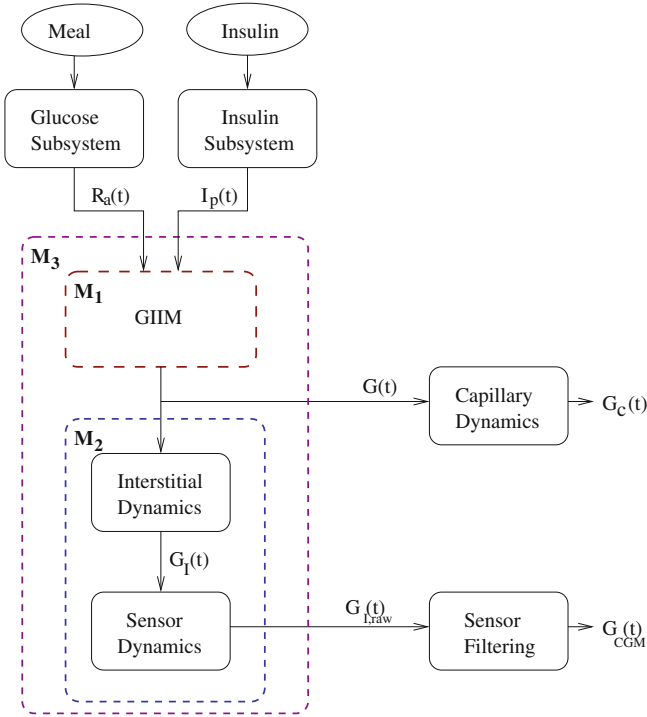 Meal
Insulin
Glucose
Subsystem
Insulin
Subsystem
Ra(t)
Ip(t)
M3
M1
GIIM
G(t)
Capillary
Dynamics
Gc(t)
M2
Interstitial
Dynamics
GI(t)
Sensor
Dynamics
GI,raw(t)
Sensor
Filtering
GCGM(t)